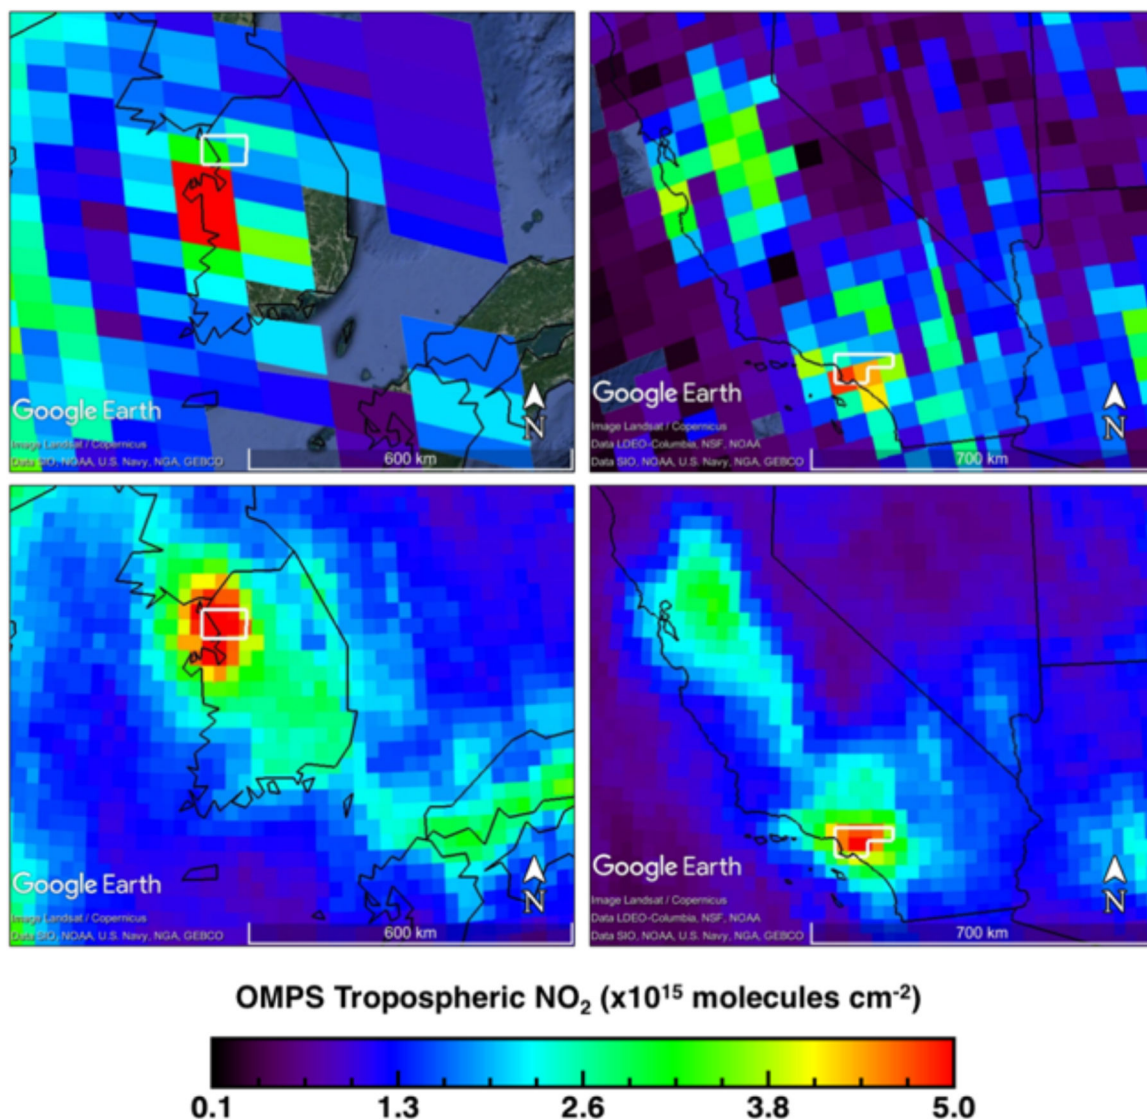 Google Earth
Image Landsat / Copernicus
Data SIO, NOAA, U.S. Navy, NGA, GEBCO
600 km
N
Google Earth
Image Landsat / Copernicus
Data LDEO-Columbia, NSF, NOAA
Data SIO, NOAA, U.S. Navy, NGA, GEBCO
700 km
N
Google Earth
Image Landsat / Copernicus
Data SIO, NOAA, U.S. Navy, NGA, GEBCO
600 km
N
Google Earth
Image Landsat / Copernicus
Data LDEO-Columbia, NSF, NOAA
Data SIO, NOAA, U.S. Navy, NGA, GEBCO
700 km
N
OMPS Tropospheric NO₂ (x10¹⁵ molecules cm⁻²)
0.1 1.3 2.6 3.8 5.0